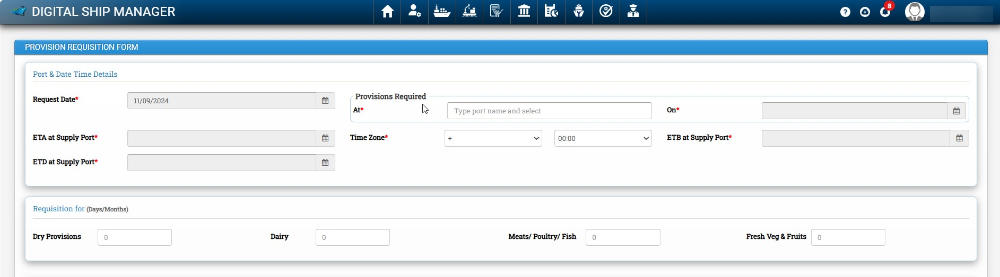 DIGITAL SHIP MANAGER
?
8
PROVISION REQUISITION FORM
Port & Date Time Details
Request Date* 11/09/2024
Provisions Required
At* Type port name and select On*
ETA at Supply Port* Time Zone* + 00:00 ETB at Supply Port*
ETD at Supply Port*
Requisition for (Days/Months)
Dry Provisions 0 Dairy 0 Meats/ Poultry/ Fish 0 Fresh Veg & Fruits 0